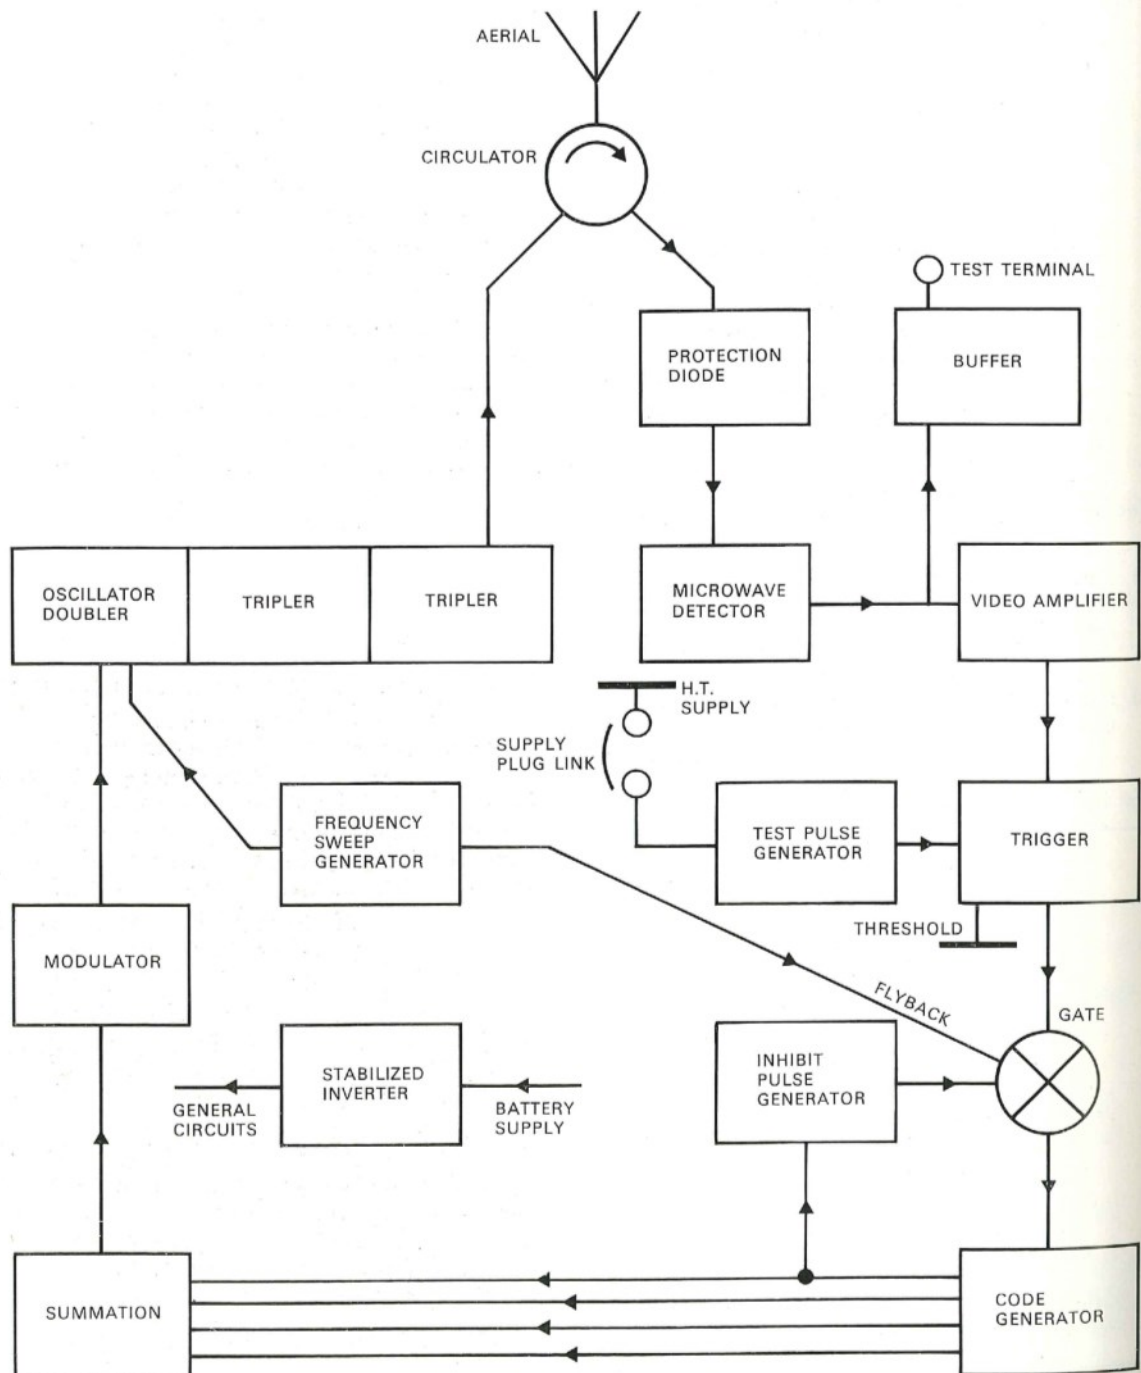 AERIAL
CIRCULATOR
TEST TERMINAL
PROTECTION
DIODE
BUFFER
OSCILLATOR
DOUBLER
TRIPLER
TRIPLER
MICROWAVE
DETECTOR
VIDEO AMPLIFIER
H.T.
SUPPLY
SUPPLY
PLUG LINK
FREQUENCY
SWEEP
GENERATOR
TEST PULSE
GENERATOR
TRIGGER
THRESHOLD
MODULATOR
FLYBACK
GATE
STABILIZED
INVERTER
GENERAL
CIRCUITS
BATTERY
SUPPLY
INHIBIT
PULSE
GENERATOR
SUMMATION
CODE
GENERATOR